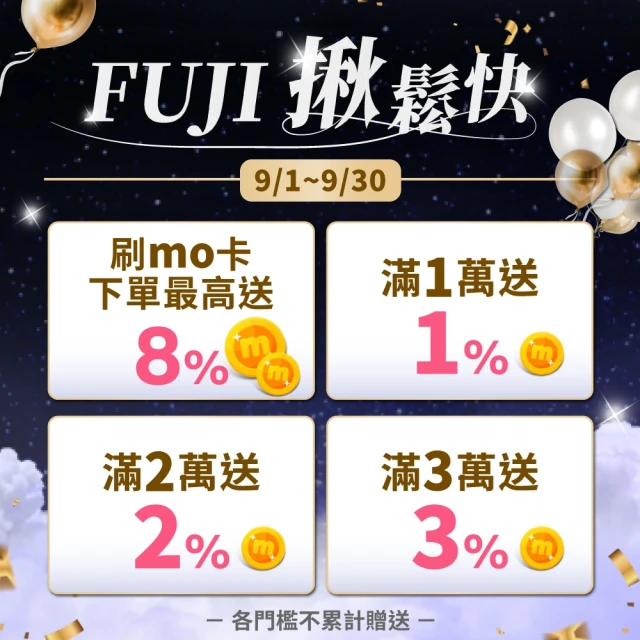 FUJI 揪鬆快
9/1~9/30
刷mo卡
下單最高送
8%
m
m
滿1萬送
1%
m
滿2萬送
2%
m
滿3萬送
3%
m
— 各門檻不累計贈送 —